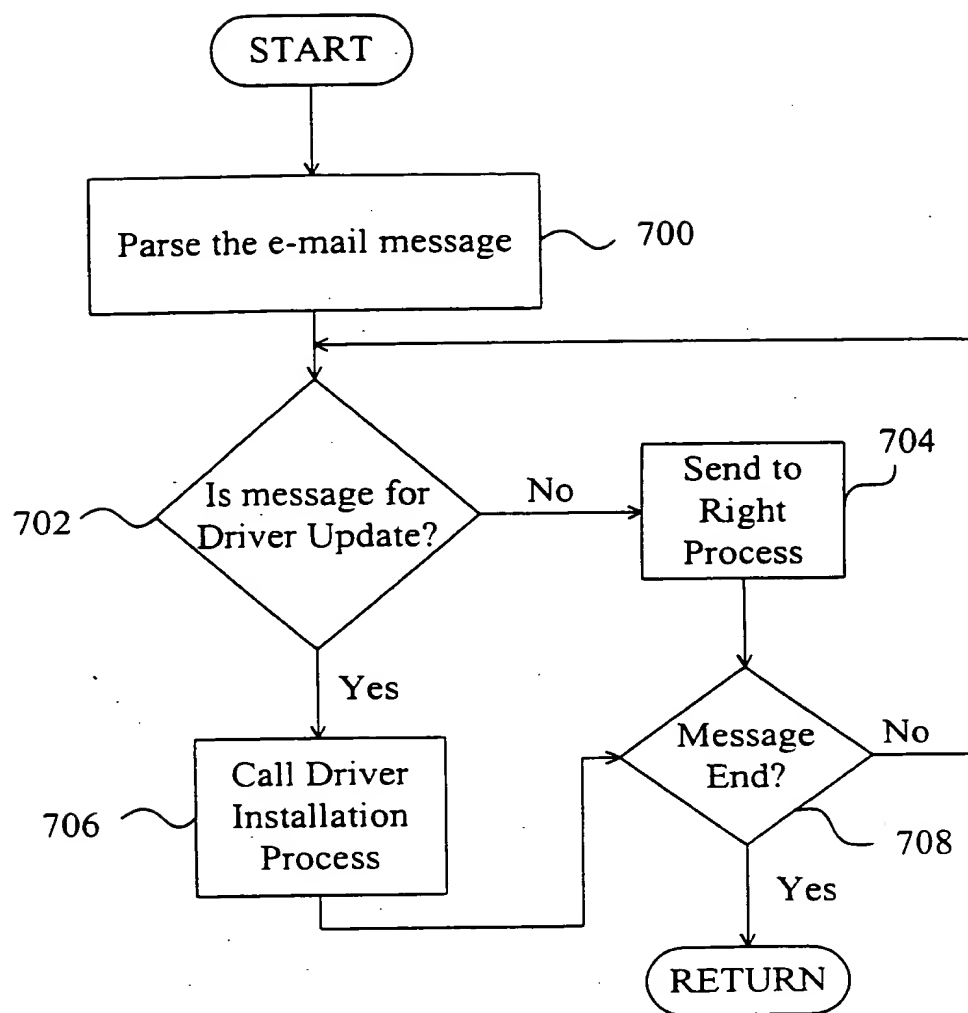 START
Parse the e-mail message
700
Is message for
Driver Update?
702
No
Send to
Right
Process
704
Yes
Call Driver
Installation
Process
706
Message
End?
No
708
Yes
RETURN